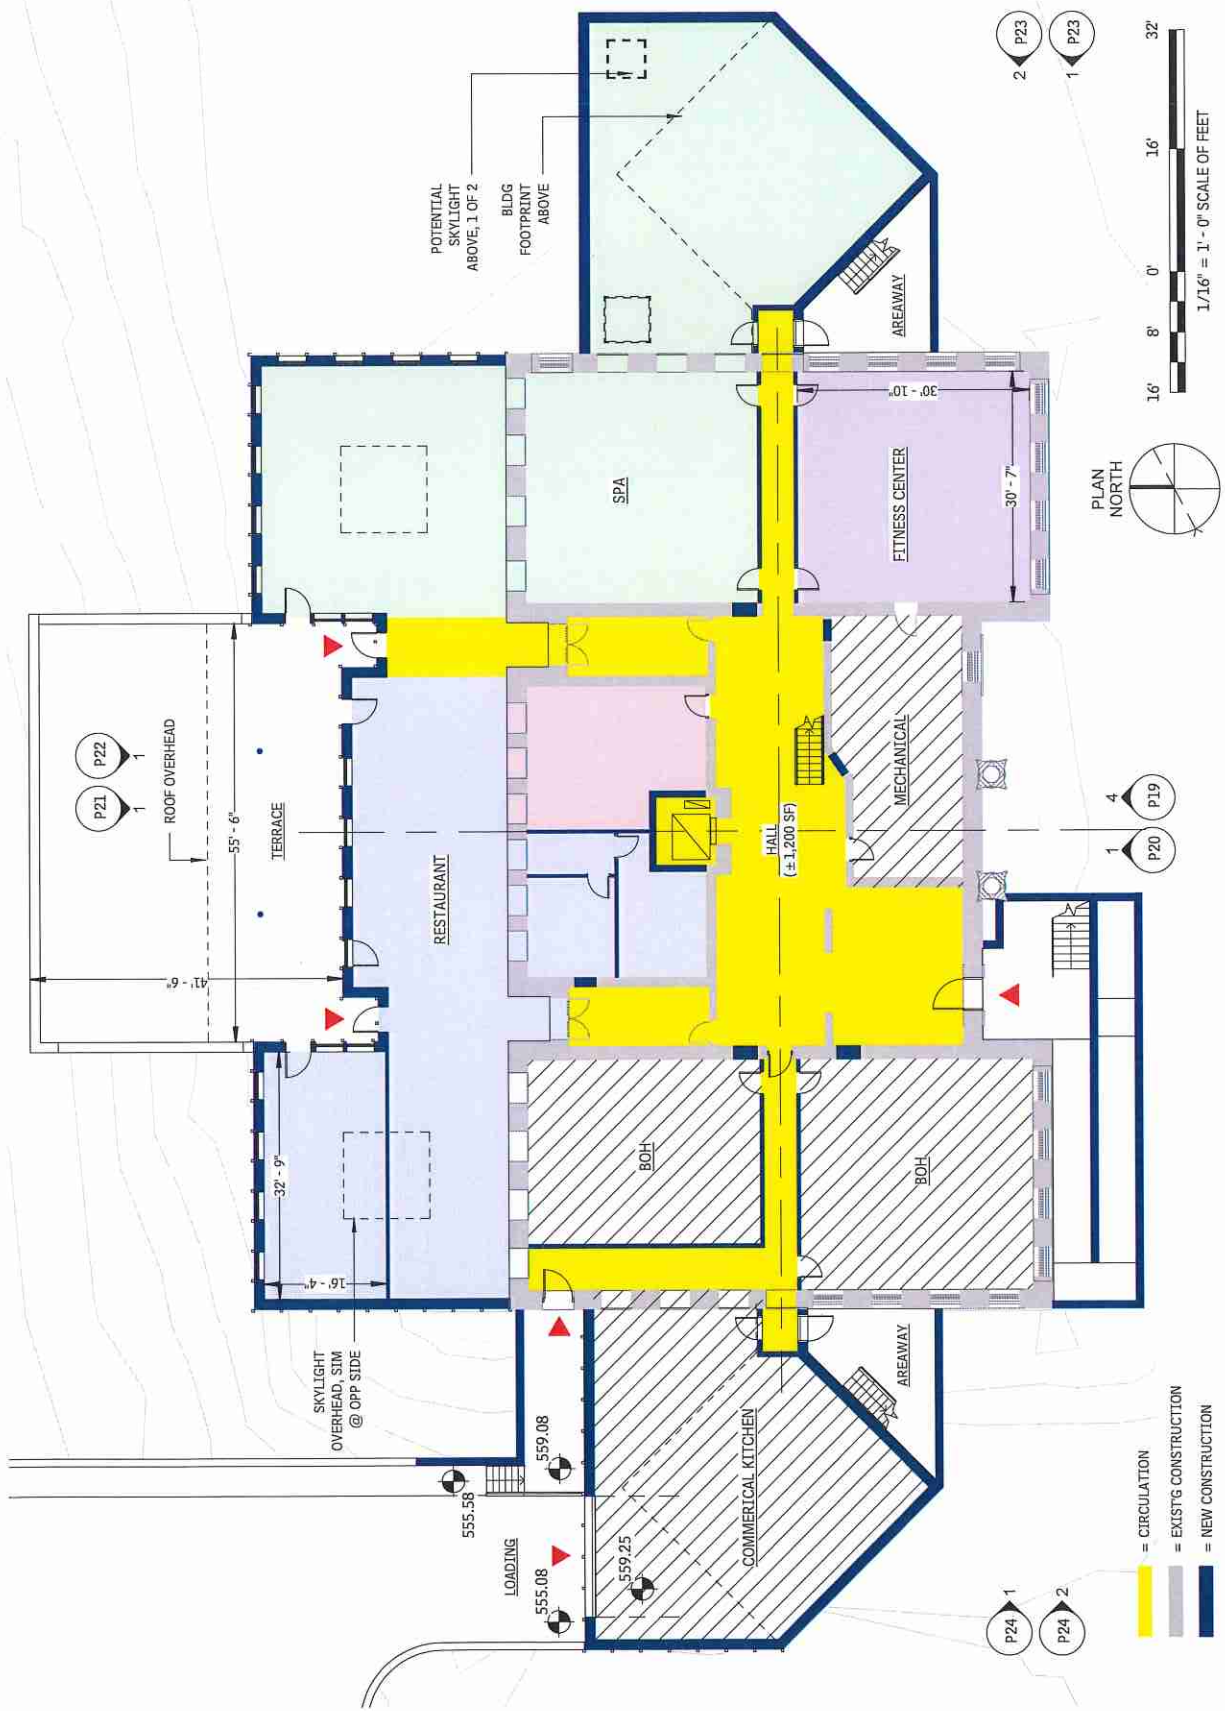 P22
1
P21
1
ROOF OVERHEAD
55' - 6"
TERRACE
41' - 6"
32' - 9"
16' - 4"
SKYLIGHT
OVERHEAD, SIM
@ OPP SIDE
RESTAURANT
POTENTIAL
SKYLIGHT
ABOVE, 1 OF 2
BLDG
FOOTPRINT
ABOVE
555.58
559.08
LOADING
555.08
559.25
COMMERICAL KITCHEN
BOH
BOH
SPA
HALL
(±1,200 SF)
MECHANICAL
FITNESS CENTER
30' - 10"
30' - 7"
AREAWAY
AREAWAY
2
P23
1
P23
P24
1
P24
2
1
P20
4
P19
= CIRCULATION
= EXIST'G CONSTRUCTION
= NEW CONSTRUCTION
PLAN
NORTH
16'
8'
0'
16'
32'
1/16" = 1' - 0" SCALE OF FEET